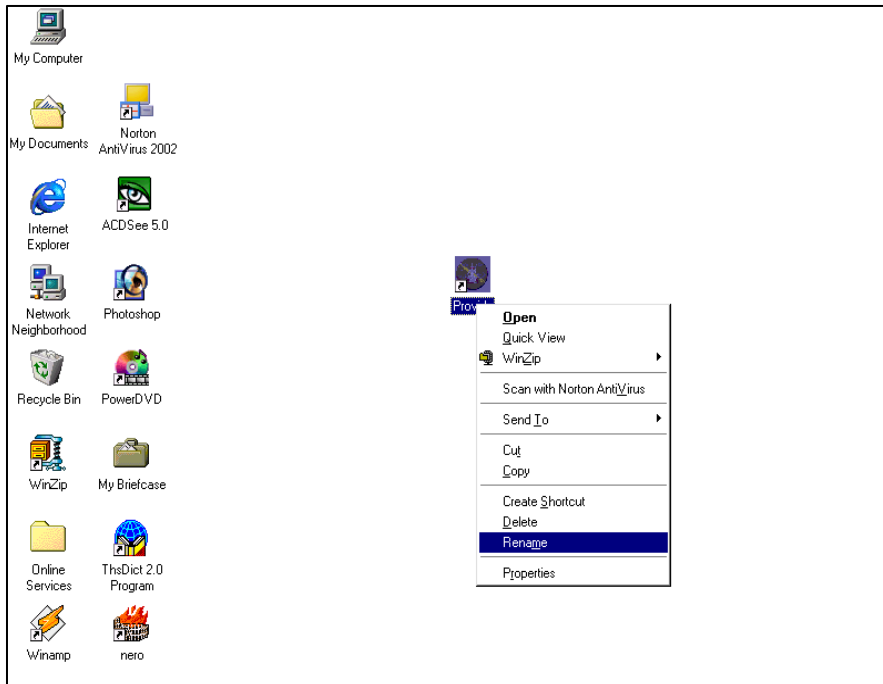 My Computer
My Documents
Norton
AntiVirus 2002
Internet
Explorer
ACDSee 5.0
Network
Neighborhood
Photoshop
Recycle Bin
PowerDVD
WinZip
My Briefcase
Online
Services
ThsDict 2.0
Program
Winamp
nero
Open
Quick View
WinZip
Scan with Norton AntiVirus
Send To
Cut
Copy
Create Shortcut
Delete
Rename
Properties